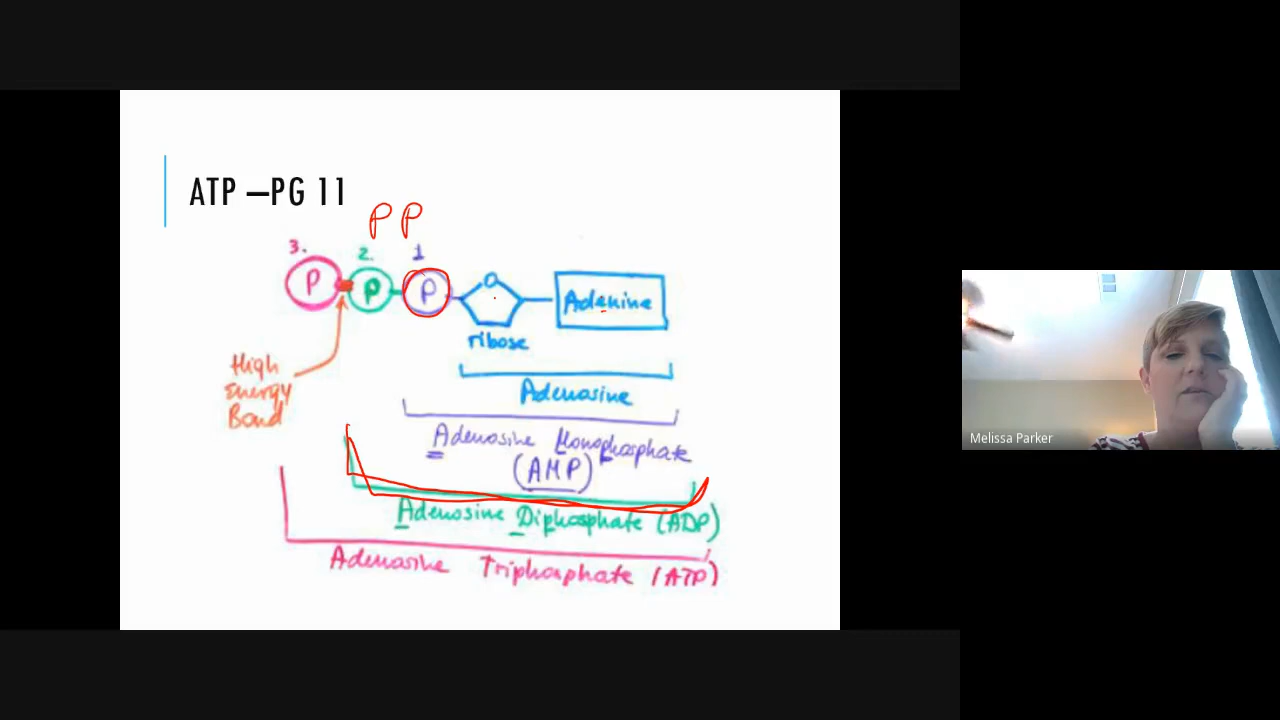 ATP –PG 11
P P
3. 2. 1
P P P Adenine
ribose
High
Energy
Bond
Adenosine
Adenosine Monophosphate
(AMP)
Adenosine Diphosphate (ADP)
Adenosine Triphosphate (ATP)
Melissa Parker